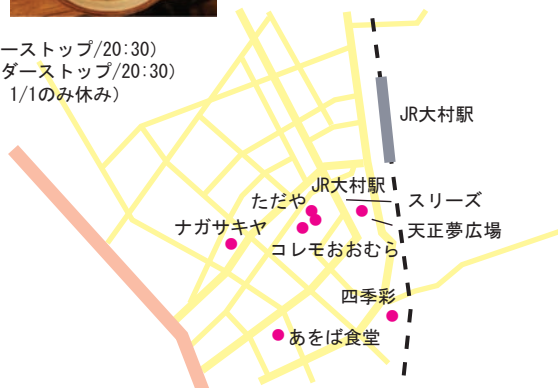 ーストップ/20:30）
ダーストップ/20:30）
1/1のみ休み）
JR大村駅
JR大村駅
ただや
スリーズ
ナガサキヤ
天正夢広場
コレモおおむら
四季彩
あをば食堂